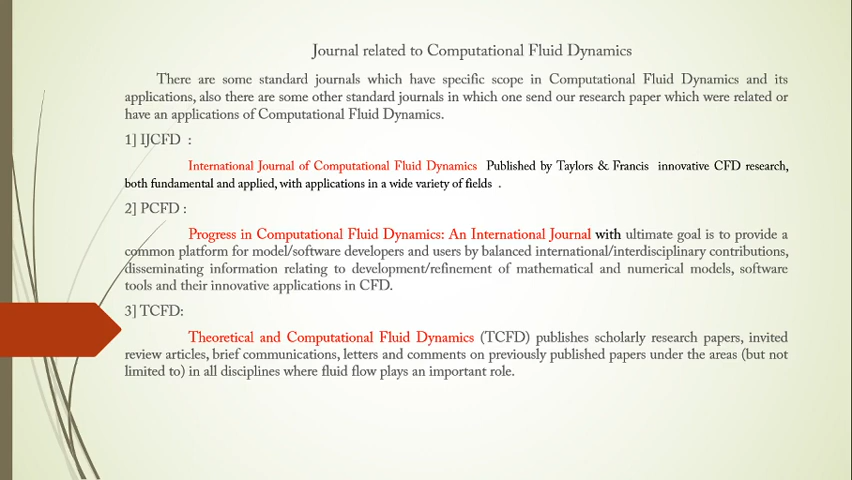 Journal related to Computational Fluid Dynamics
There are some standard journals which have specific scope in Computational Fluid Dynamics and its
applications, also there are some other standard journals in which one send our research paper which were related or
have an applications of Computational Fluid Dynamics.
1] IJCFD :
International Journal of Computational Fluid Dynamics Published by Taylors & Francis innovative CFD research,
both fundamental and applied, with applications in a wide variety of fields .
2] PCFD :
Progress in Computational Fluid Dynamics: An International Journal with ultimate goal is to provide a
common platform for model/software developers and users by balanced international/interdisciplinary contributions,
disseminating information relating to development/refinement of mathematical and numerical models, software
tools and their innovative applications in CFD.
3] TCFD:
Theoretical and Computational Fluid Dynamics (TCFD) publishes scholarly research papers, invited
review articles, brief communications, letters and comments on previously published papers under the areas (but not
limited to) in all disciplines where fluid flow plays an important role.